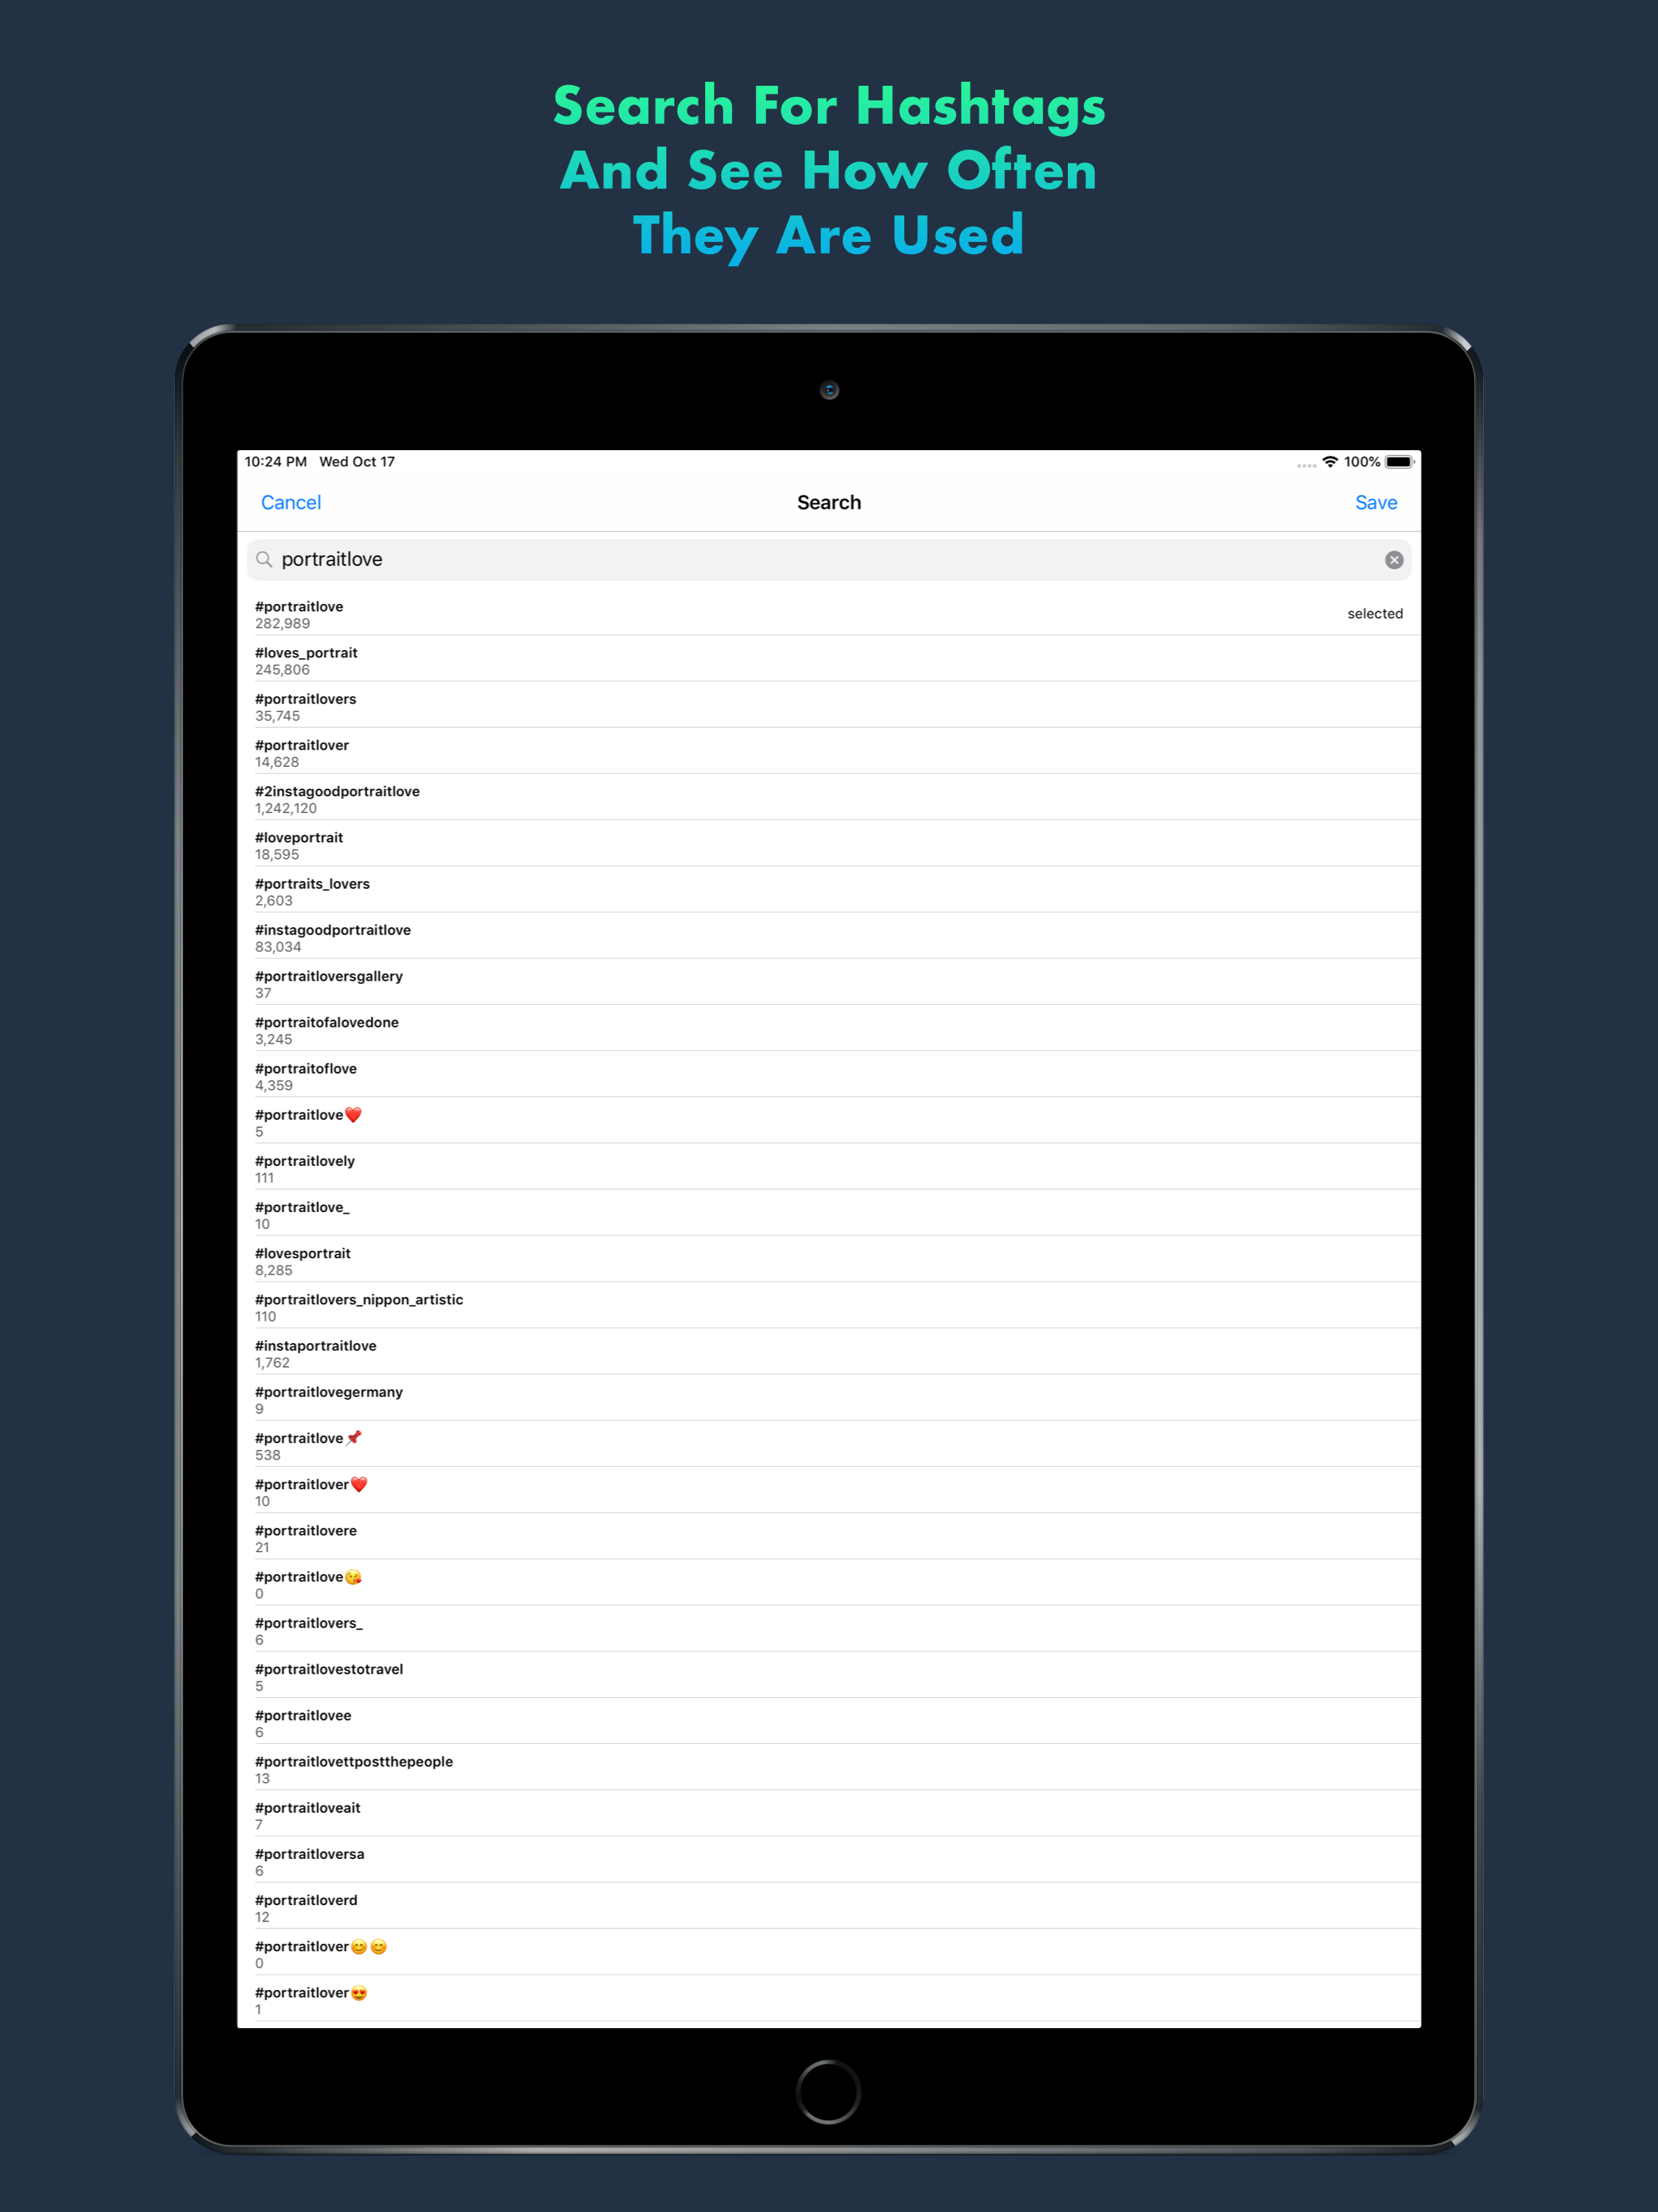 Search For Hashtags
And See How Often
They Are Used
10:24 PM Wed Oct 17 100%
Cancel Search Save
portraitlove
#portraitlove
282,989
selected
#loves_portrait
245,806
#portraitlovers
35,745
#portraitlover
14,628
#2instagoodportraitlove
1,242,120
#loveportrait
18,595
#portraits_lovers
2,603
#instagoodportraitlove
83,034
#portraitloversgallery
37
#portraitofalovedone
3,245
#portraitoflove
4,359
#portraitlove❤️
5
#portraitlovely
111
#portraitlove_
10
#lovesportrait
8,285
#portraitlovers_nippon_artistic
110
#instaportraitlove
1,762
#portraitlovegermany
9
#portraitlove📌
538
#portraitlover❤️
10
#portraitlovere
21
#portraitlove😘
0
#portraitlovers_
6
#portraitlovestotravel
5
#portraitlovee
6
#portraitlovettpostthepeople
13
#portraitloveait
7
#portraitloversa
6
#portraitloverd
12
#portraitlover😊😊
0
#portraitlover😍
1